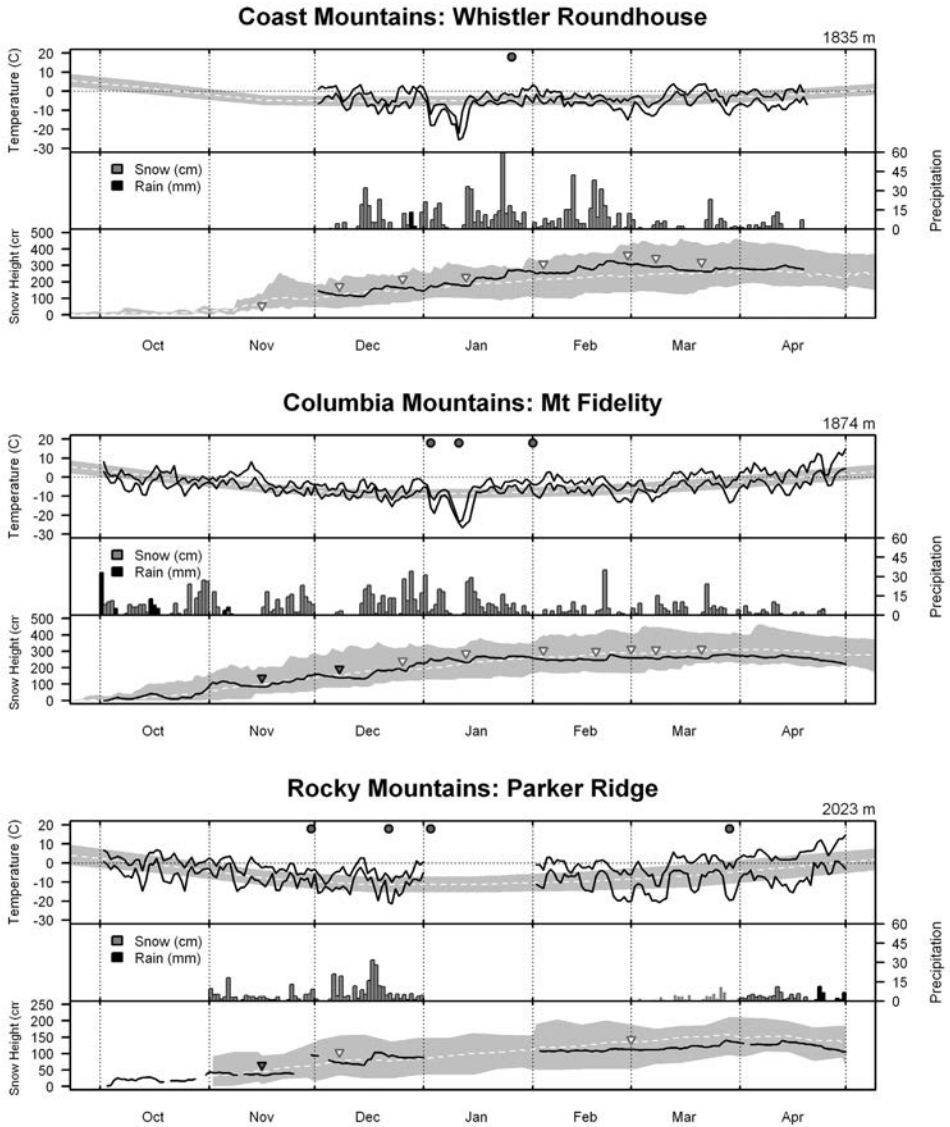 Coast Mountains: Whistler Roundhouse
1835 m
Temperature (C)
20
10
0
-10
-20
-30
Snow (cm)
Rain (mm)
Precipitation
60
45
30
15
0
Snow Height (cm
500
400
300
200
100
0
Oct Nov Dec Jan Feb Mar Apr
Columbia Mountains: Mt Fidelity
1874 m
Temperature (C)
20
10
0
-10
-20
-30
Snow (cm)
Rain (mm)
Precipitation
60
45
30
15
0
Snow Height (cm
500
400
300
200
100
0
Oct Nov Dec Jan Feb Mar Apr
Rocky Mountains: Parker Ridge
2023 m
Temperature (C)
20
10
0
-10
-20
-30
Snow (cm)
Rain (mm)
Precipitation
60
45
30
15
0
Snow Height (cm
250
200
150
100
50
0
Oct Nov Dec Jan Feb Mar Apr